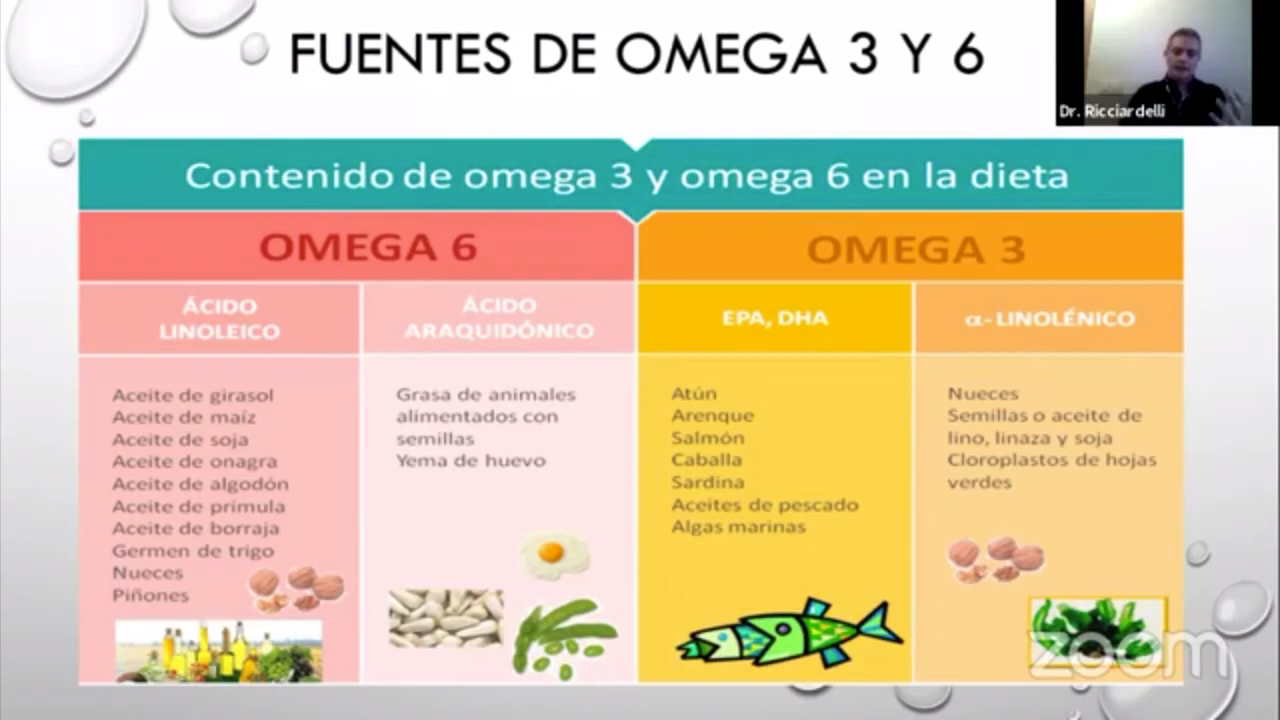 FUENTES DE OMEGA 3 Y 6
Dr. Ricciardelli
Contenido de omega 3 y omega 6 en la dieta
OMEGA 6
OMEGA 3
ÁCIDO
LINOLEICO
ÁCIDO
ARAQUIDÓNICO
EPA, DHA
α- LINOLÉNICO
Aceite de girasol
Aceite de maíz
Aceite de soja
Aceite de onagra
Aceite de algodón
Aceite de prímula
Aceite de borraja
Germen de trigo
Nueces
Piñones
Grasa de animales
alimentados con
semillas
Yema de huevo
Atún
Arenque
Salmón
Caballa
Sardina
Aceites de pescado
Algas marinas
Nueces
Semillas o aceite de
lino, linaza y soja
Cloroplastos de hojas
verdes
zoom